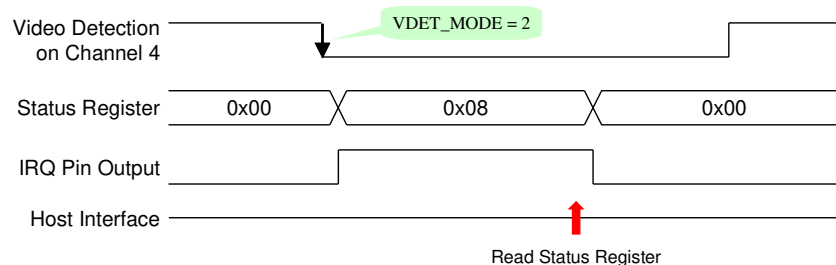 Video Detection
on Channel 4
VDET_MODE = 2
Status Register
0x00
0x08
0x00
IRQ Pin Output
Host Interface
Read Status Register